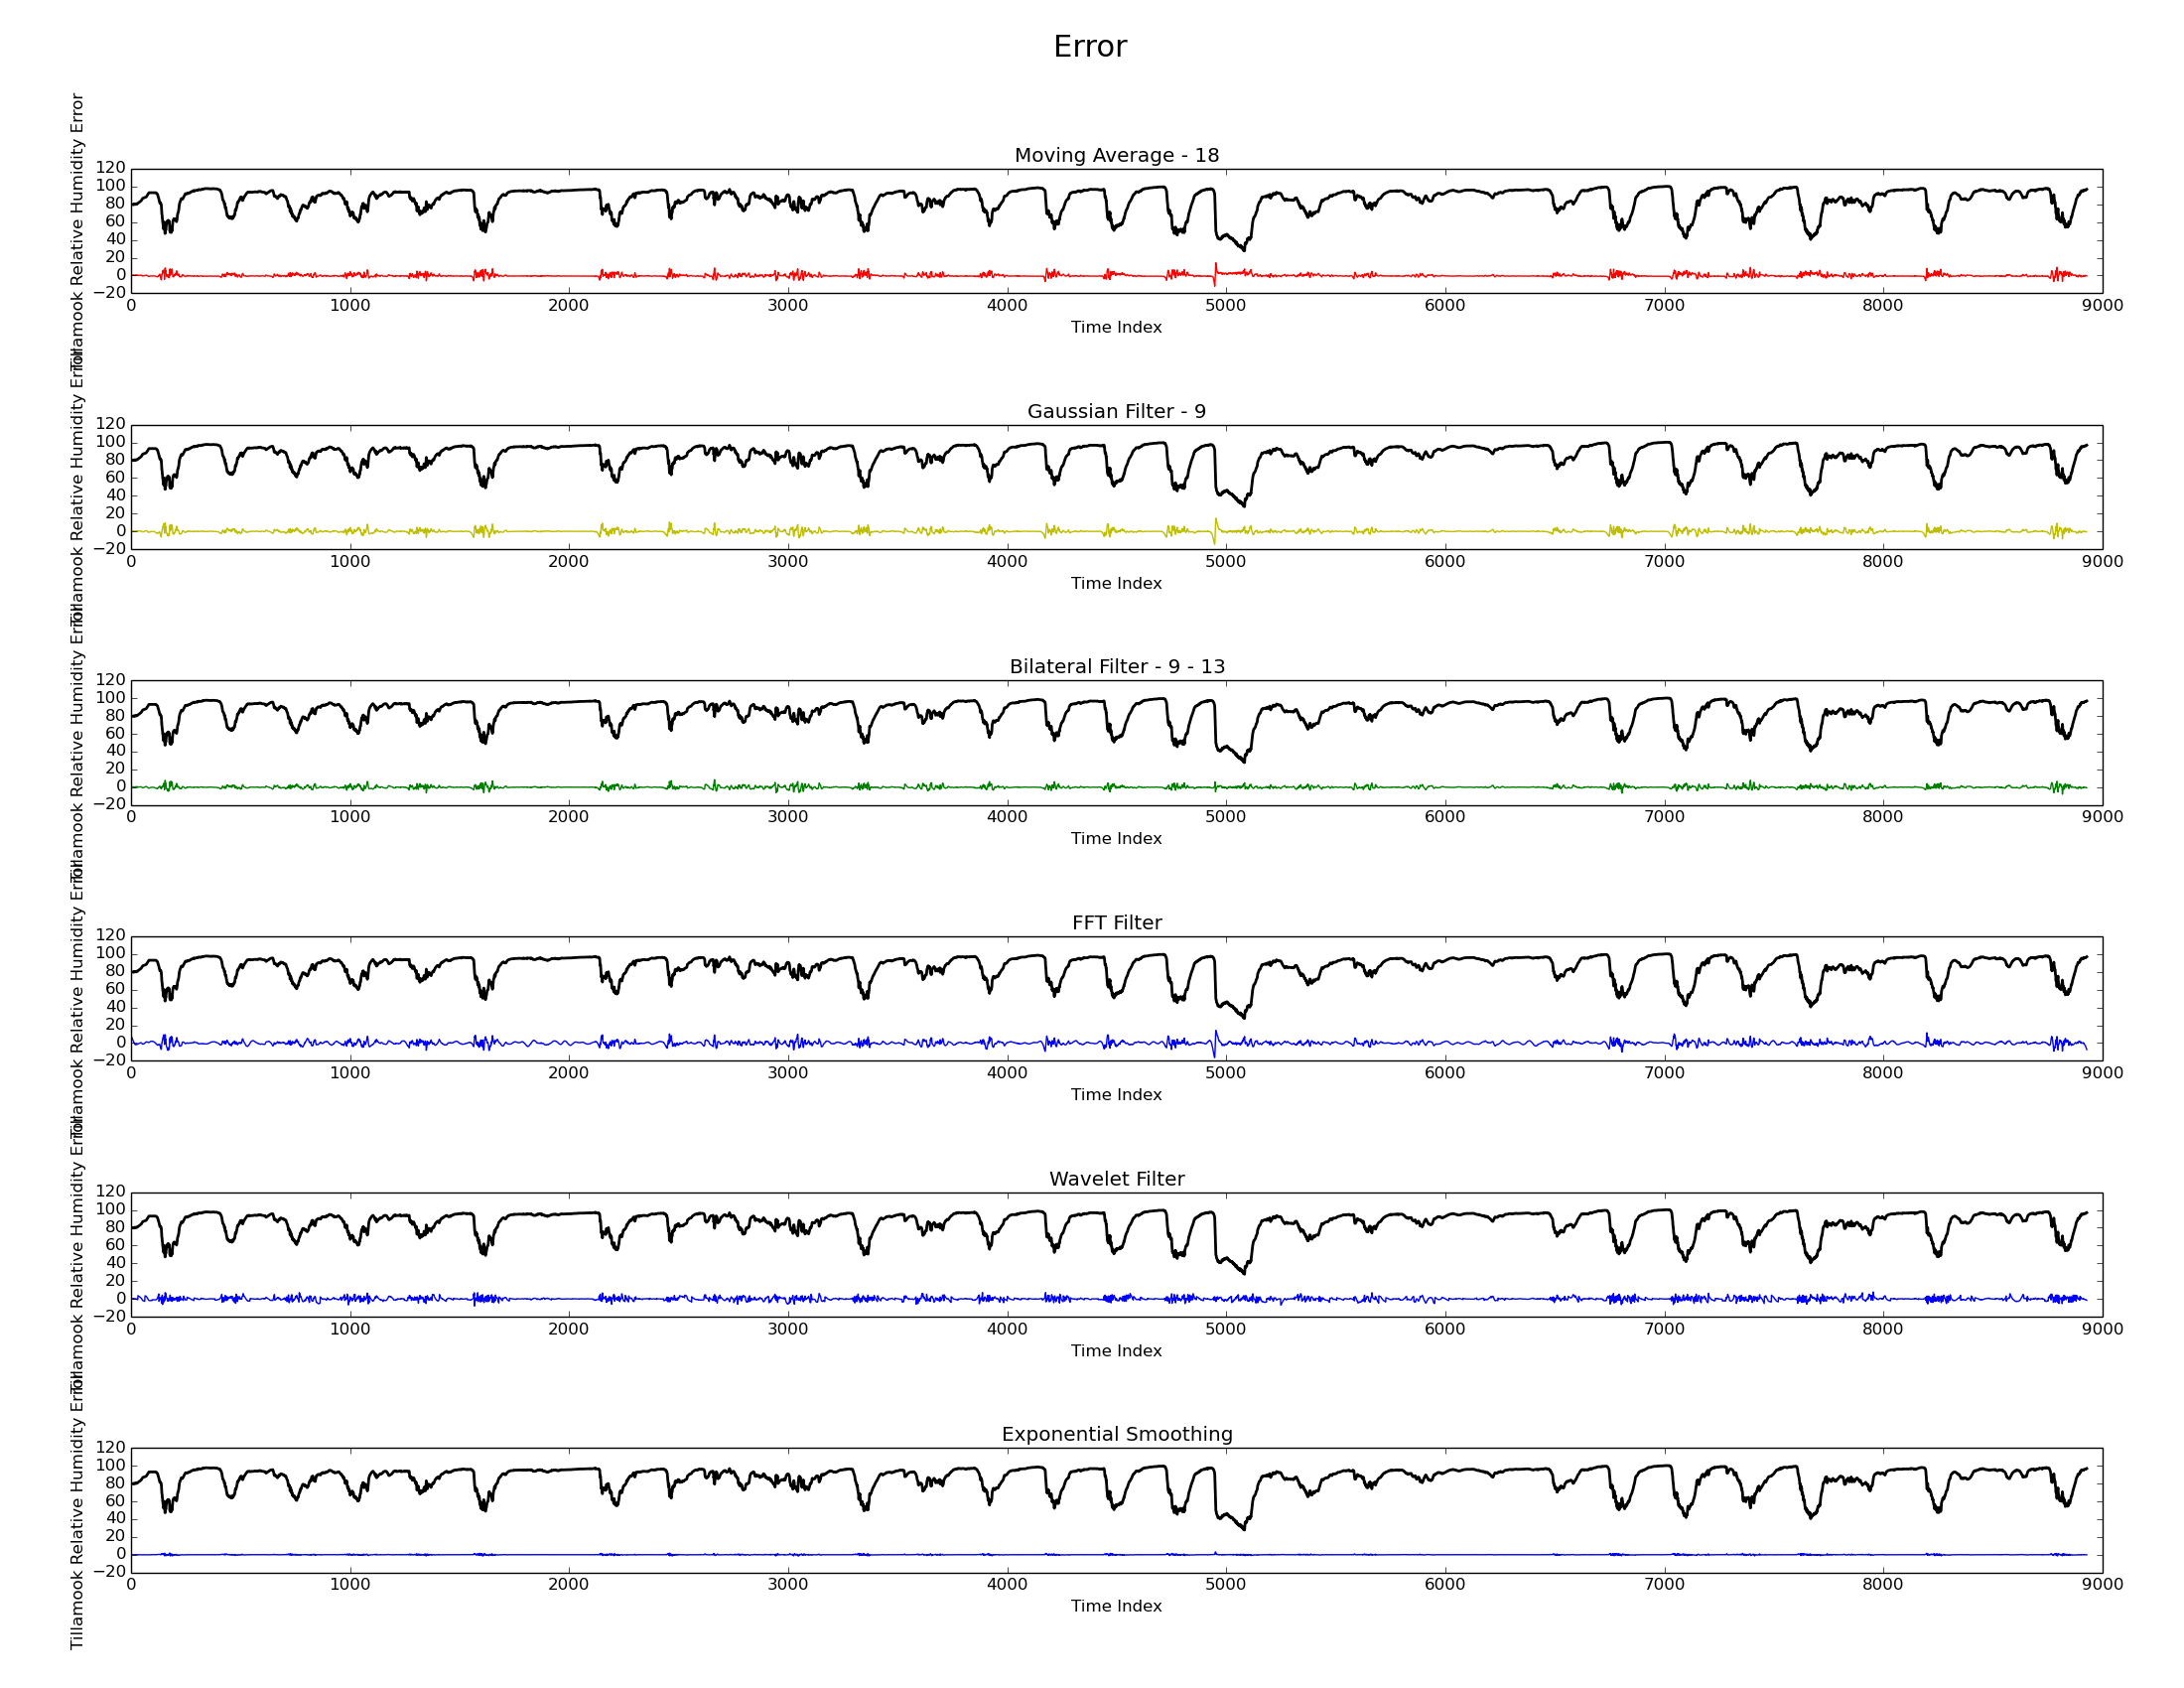 Error
Moving Average - 18
Tillamook Relative Humidity Error
120
100
80
60
40
20
0
−20
0 1000 2000 3000 4000 5000 6000 7000 8000 9000
Time Index
Gaussian Filter - 9
Tillamook Relative Humidity Error
120
100
80
60
40
20
0
−20
0 1000 2000 3000 4000 5000 6000 7000 8000 9000
Time Index
Bilateral Filter - 9 - 13
Tillamook Relative Humidity Error
120
100
80
60
40
20
0
−20
0 1000 2000 3000 4000 5000 6000 7000 8000 9000
Time Index
FFT Filter
Tillamook Relative Humidity Error
120
100
80
60
40
20
0
−20
0 1000 2000 3000 4000 5000 6000 7000 8000 9000
Time Index
Wavelet Filter
Tillamook Relative Humidity Error
120
100
80
60
40
20
0
−20
0 1000 2000 3000 4000 5000 6000 7000 8000 9000
Time Index
Exponential Smoothing
Tillamook Relative Humidity Error
120
100
80
60
40
20
0
−20
0 1000 2000 3000 4000 5000 6000 7000 8000 9000
Time Index